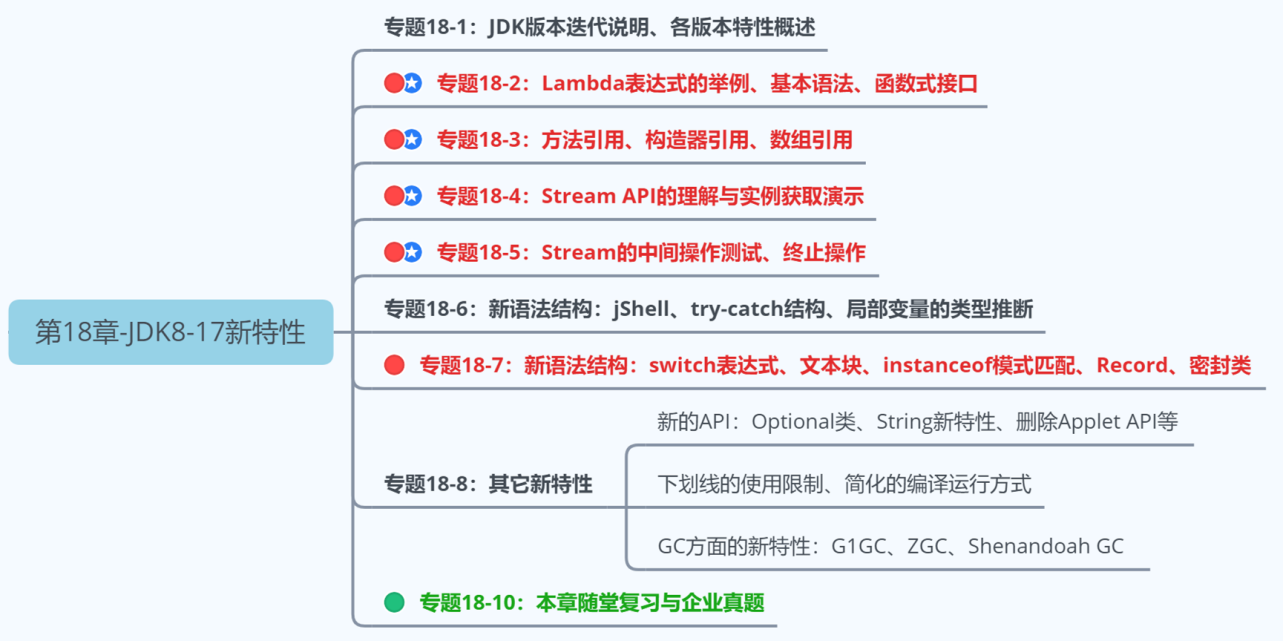 专题18-1：JDK版本迭代说明、各版本特性概述
专题18-2：Lambda表达式的举例、基本语法、函数式接口
专题18-3：方法引用、构造器引用、数组引用
专题18-4：Stream API的理解与实例获取演示
专题18-5：Stream的中间操作测试、终止操作
专题18-6：新语法结构：jShell、try-catch结构、局部变量的类型推断
第18章-JDK8-17新特性
专题18-7：新语法结构：switch表达式、文本块、instanceof模式匹配、Record、密封类
新的API：Optional类、String新特性、删除Applet API等
专题18-8：其它新特性
下划线的使用限制、简化的编译运行方式
GC方面的新特性：G1GC、ZGC、Shenandoah GC
专题18-10：本章随堂复习与企业真题